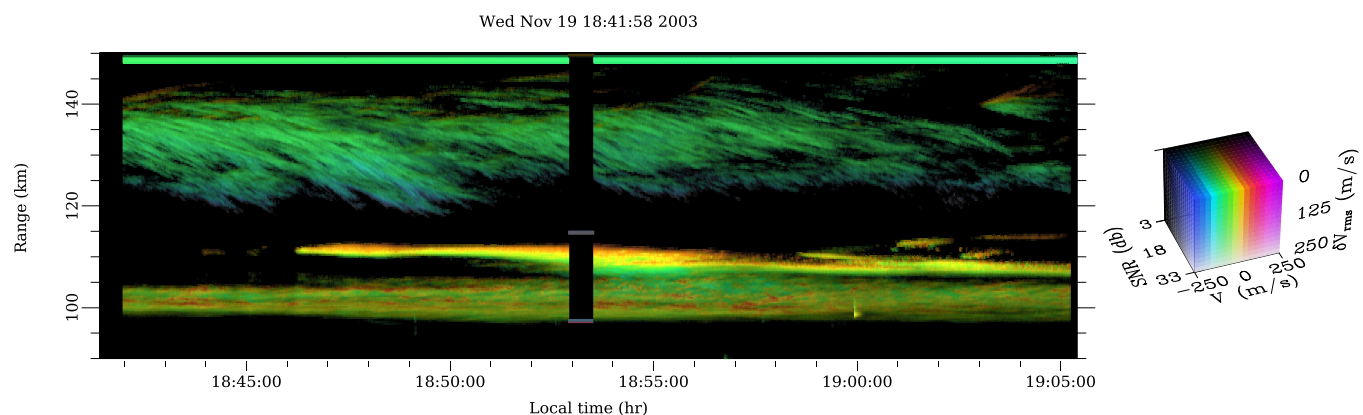 Wed Nov 19 18:41:58 2003
Range (km)
140
120
100
18:45:00
18:50:00
18:55:00
19:00:00
19:05:00
Local time (hr)
3
18
33
SNR (db)
−250
0
250
V (m/s)
0
125
250
δVrms (m/s)